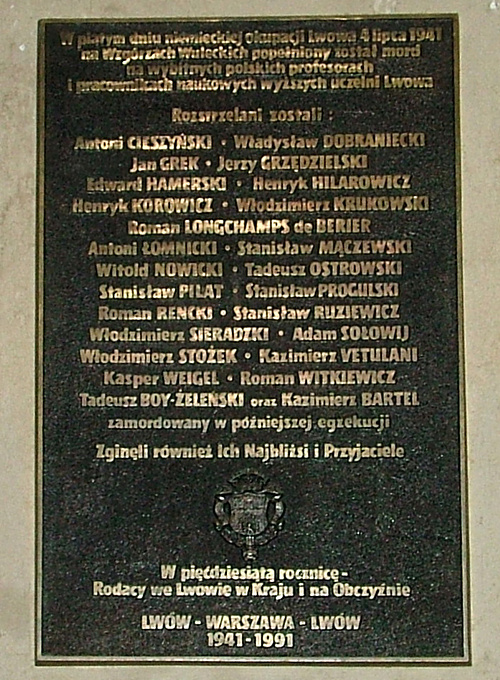 W piątym dniu niemieckiej okupacji Lwowa 4 lipca 1941
na Wzgórzach Wuleckich popełniony został mord
na wybitnych polskich profesorach
i pracownikach naukowych wyższych uczelni Lwowa
Rozstrzelani zostali :
Antoni CIESZYŃSKI • Władysław DOBRANIECKI
Jan GREK • Jerzy GRZĘDZIELSKI
Edward HAMERSKI • Henryk HILAROWICZ
Henryk KOROWICZ • Włodzimierz KRUKOWSKI
Roman LONGCHAMPS de BERIER
Antoni ŁOMNICKI • Stanisław MĄCZEWSKI
Witold NOWICKI • Tadeusz OSTROWSKI
Stanisław PILAT • Stanisław PROGULSKI
Roman RENCKI • Stanisław RUZIEWICZ
Włodzimierz SIERADZKI • Adam SOŁOWIJ
Włodzimierz STOŻEK • Kazimierz VETULANI
Kasper WEIGEL • Roman WITKIEWICZ
Tadeusz BOY-ŻELEŃSKI oraz Kazimierz BARTEL
zamordowany w późniejszej egzekucji
Zginęli również Ich Najbliżsi i Przyjaciele
W pięćdziesiątą rocznicę -
Rodacy we Lwowie w Kraju i na Obczyźnie
LWÓW - WARSZAWA - LWÓW
1941 - 1991